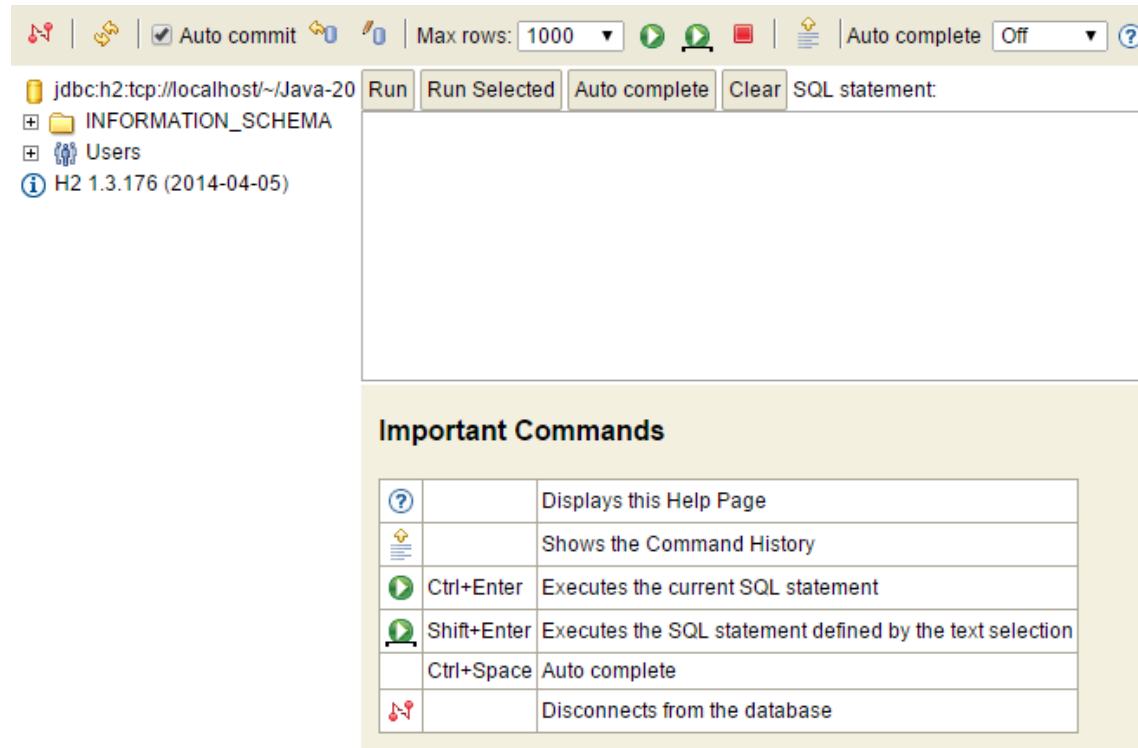 Auto commit Max rows: 1000 Auto complete Off
jdbc:h2:tcp://localhost/~/Java-20
INFORMATION_SCHEMA
Users
H2 1.3.176 (2014-04-05)
Run Run Selected Auto complete Clear SQL statement:
Important Commands
Displays this Help Page
Shows the Command History
Ctrl+Enter Executes the current SQL statement
Shift+Enter Executes the SQL statement defined by the text selection
Ctrl+Space Auto complete
Disconnects from the database